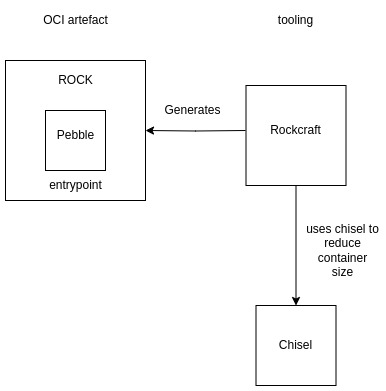 OCI artefact
tooling
ROCK
Pebble
entrypoint
Generates
Rockcraft
uses chisel to
reduce
container
size
Chisel